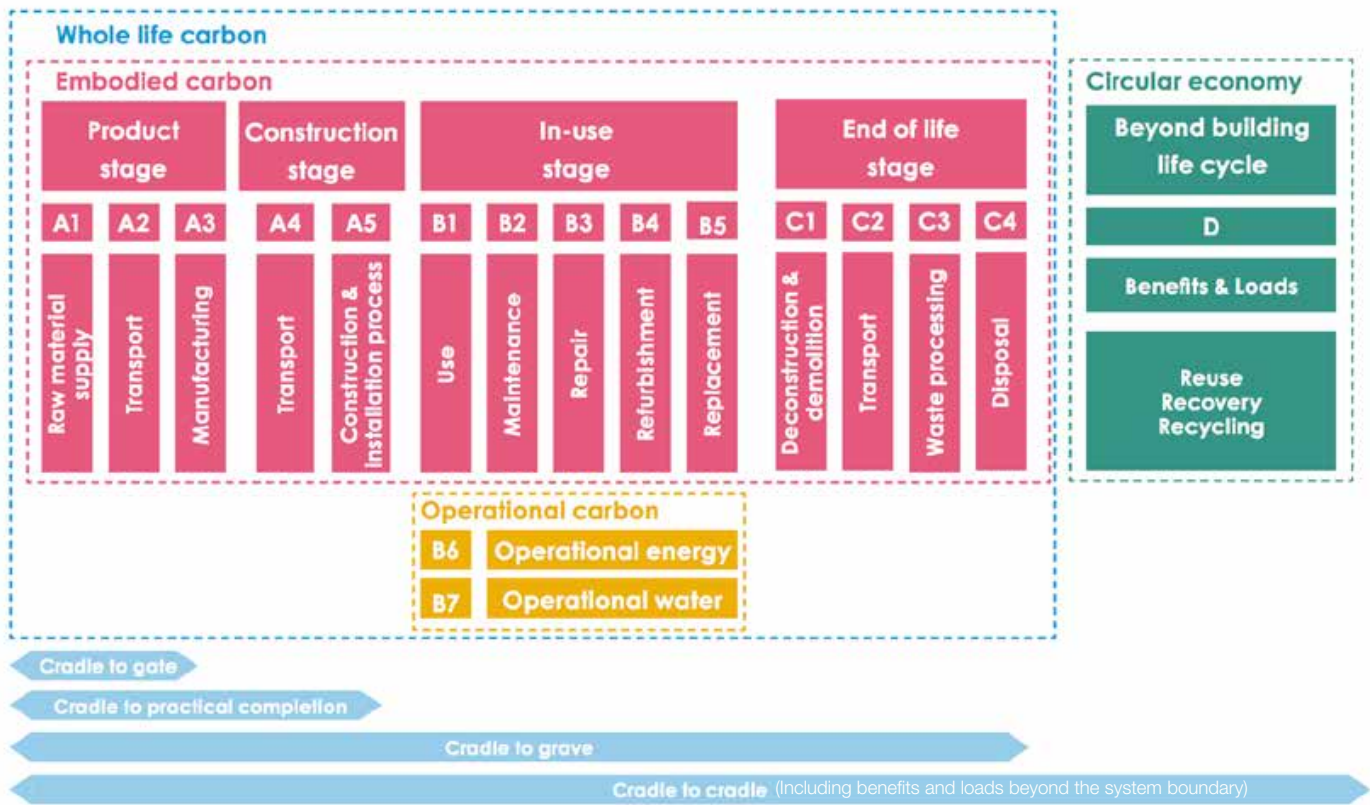 Whole life carbon
Embodied carbon
Product
stage
Construction
stage
In-use
stage
End of life
stage
A1
A2
A3
A4
A5
B1
B2
B3
B4
B5
C1
C2
C3
C4
Raw material
supply
Transport
Manufacturing
Transport
Construction &
installation process
Use
Maintenance
Repair
Refurbishment
Replacement
Deconstruction &
demolition
Transport
Waste processing
Disposal
Operational carbon
B6 Operational energy
B7 Operational water
Circular economy
Beyond building
life cycle
D
Benefits & Loads
Reuse
Recovery
Recycling
Cradle to gate
Cradle to practical completion
Cradle to grave
Cradle to cradle (Including benefits and loads beyond the system boundary)